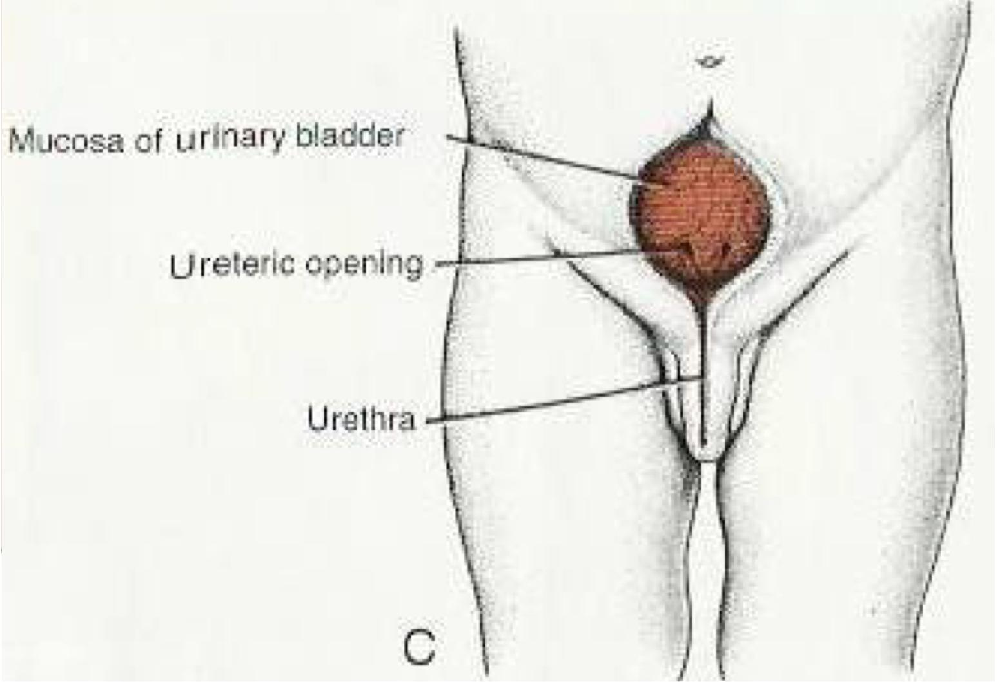 Mucosa of urinary bladder
Ureteric opening
Urethra
C